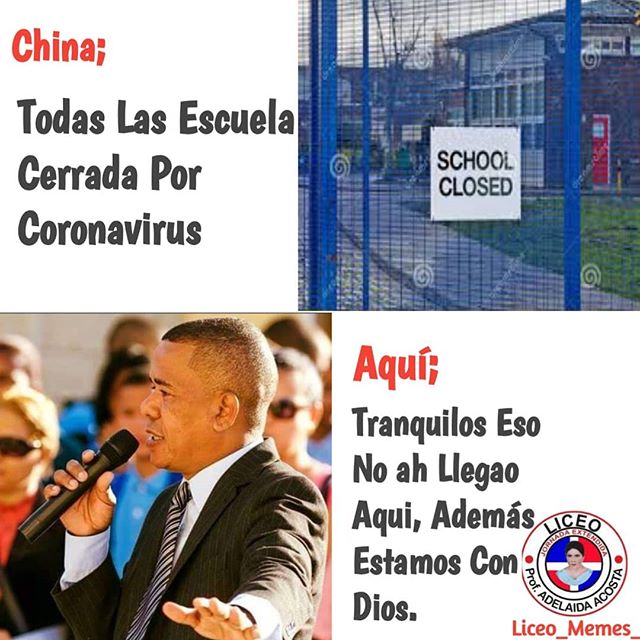 China;
Todas Las Escuela
Cerrada Por
Coronavirus
SCHOOL
CLOSED
Aquí;
Tranquilos Eso
No ah Llegao
Aqui, Además
Estamos Con
Dios.
LICEO
JORNADA EXTENDIDA
Prof. ADELAIDA ACOSTA
Liceo_Memes_